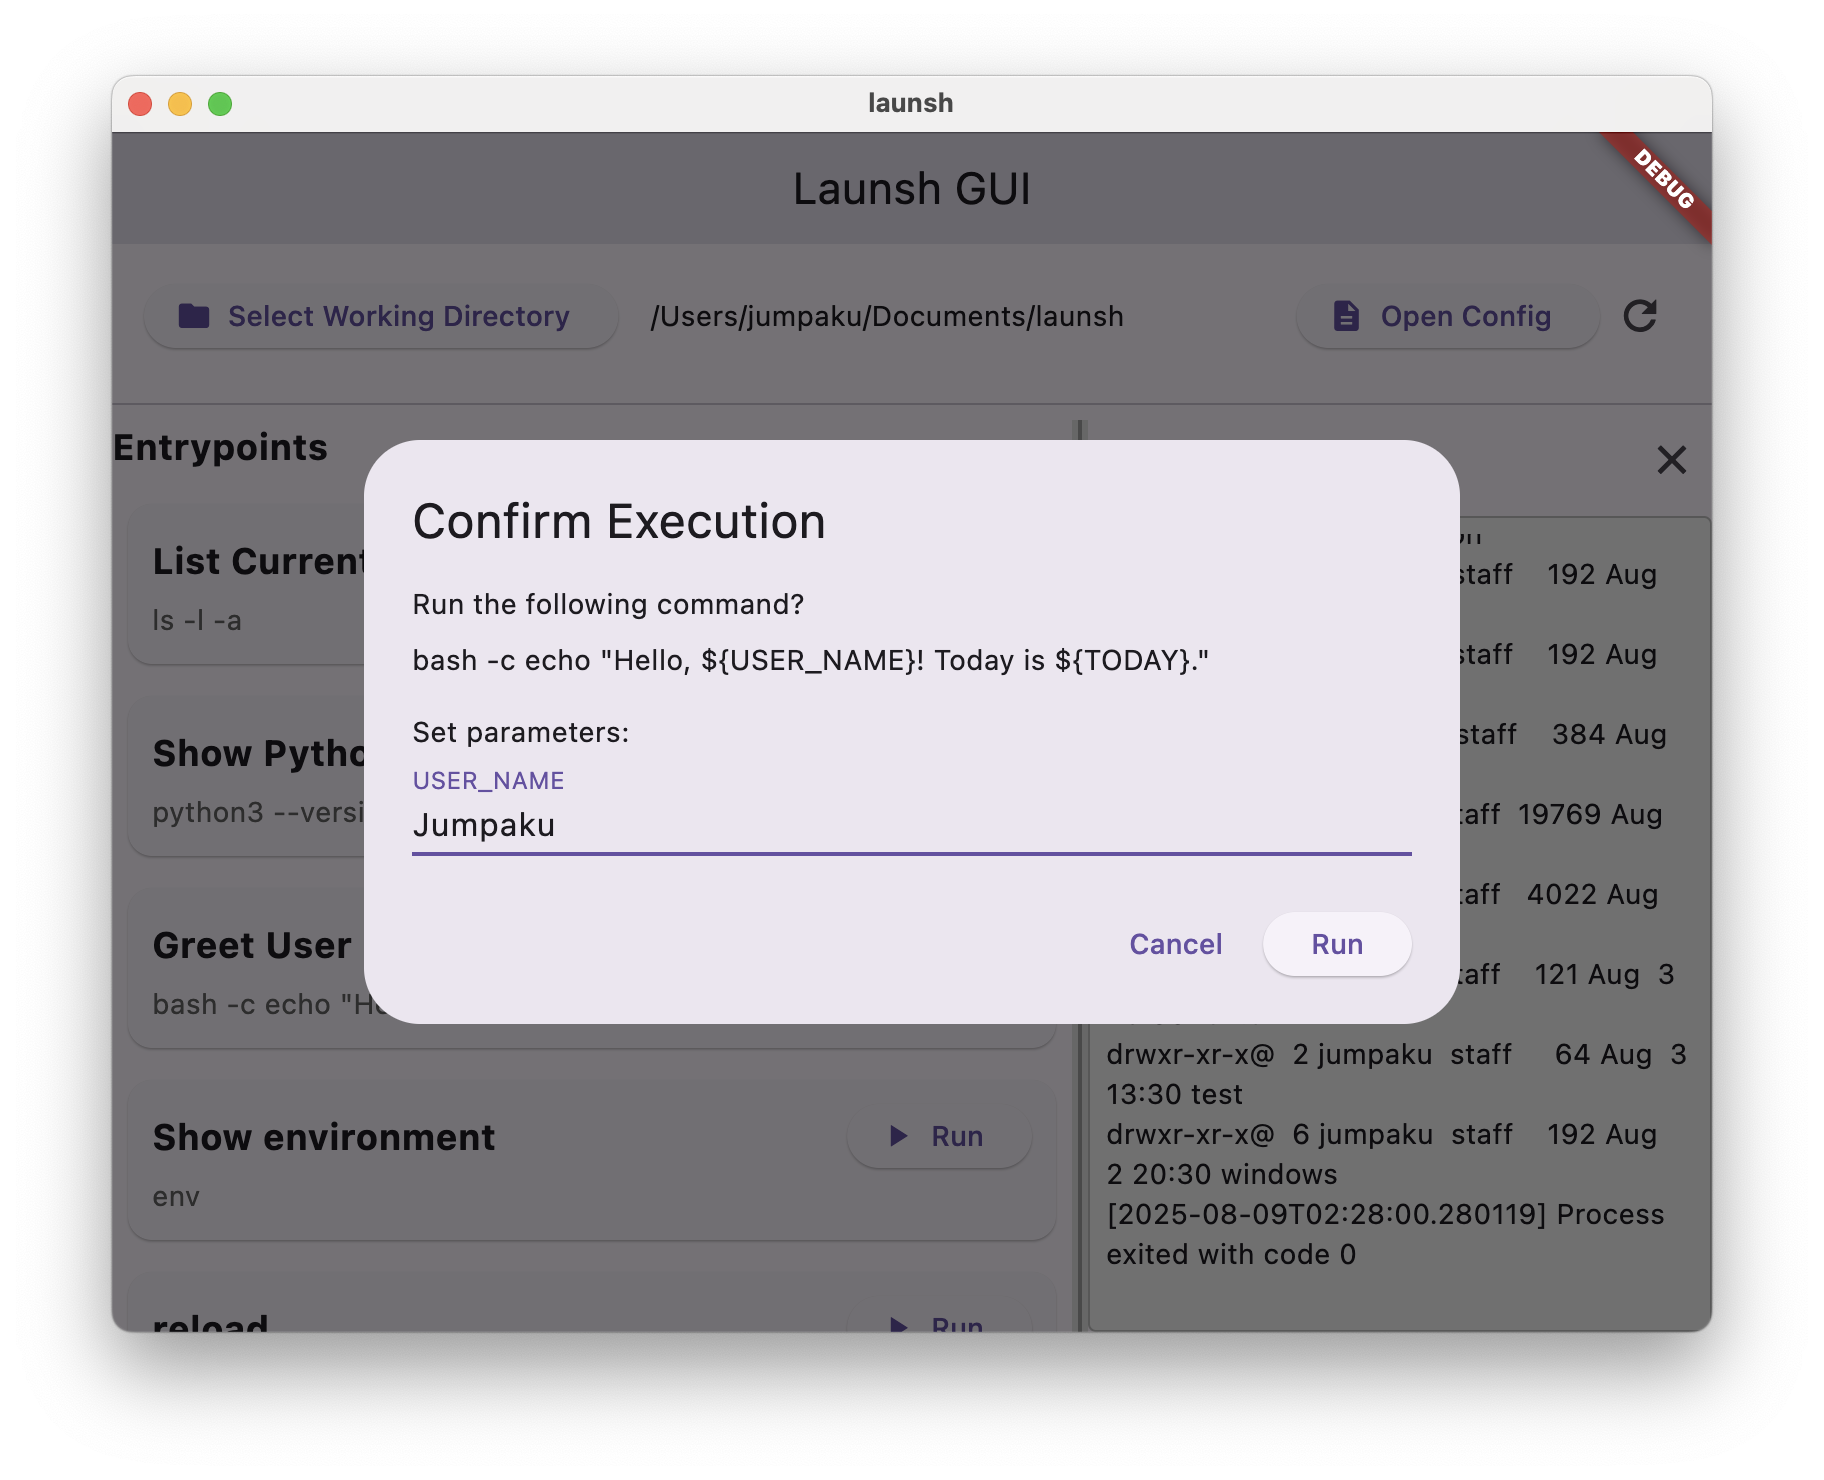 launsh
Launsh GUI
DEBUG
Select Working Directory
/Users/jumpaku/Documents/launsh
Open Config
Entrypoints
List Current
ls -l -a
Show Pytho
python3 --versi
Greet User
bash -c echo "He
Show environment
Run
env
reload
Run
Confirm Execution
Run the following command?
bash -c echo "Hello, ${USER_NAME}! Today is ${TODAY}."
Set parameters:
USER_NAME
Jumpaku
Cancel
Run
staff 192 Aug
staff 192 Aug
staff 384 Aug
taff 19769 Aug
taff 4022 Aug
taff 121 Aug 3
drwxr-xr-x@ 2 jumpaku staff 64 Aug 3
13:30 test
drwxr-xr-x@ 6 jumpaku staff 192 Aug
2 20:30 windows
[2025-08-09T02:28:00.280119] Process
exited with code 0